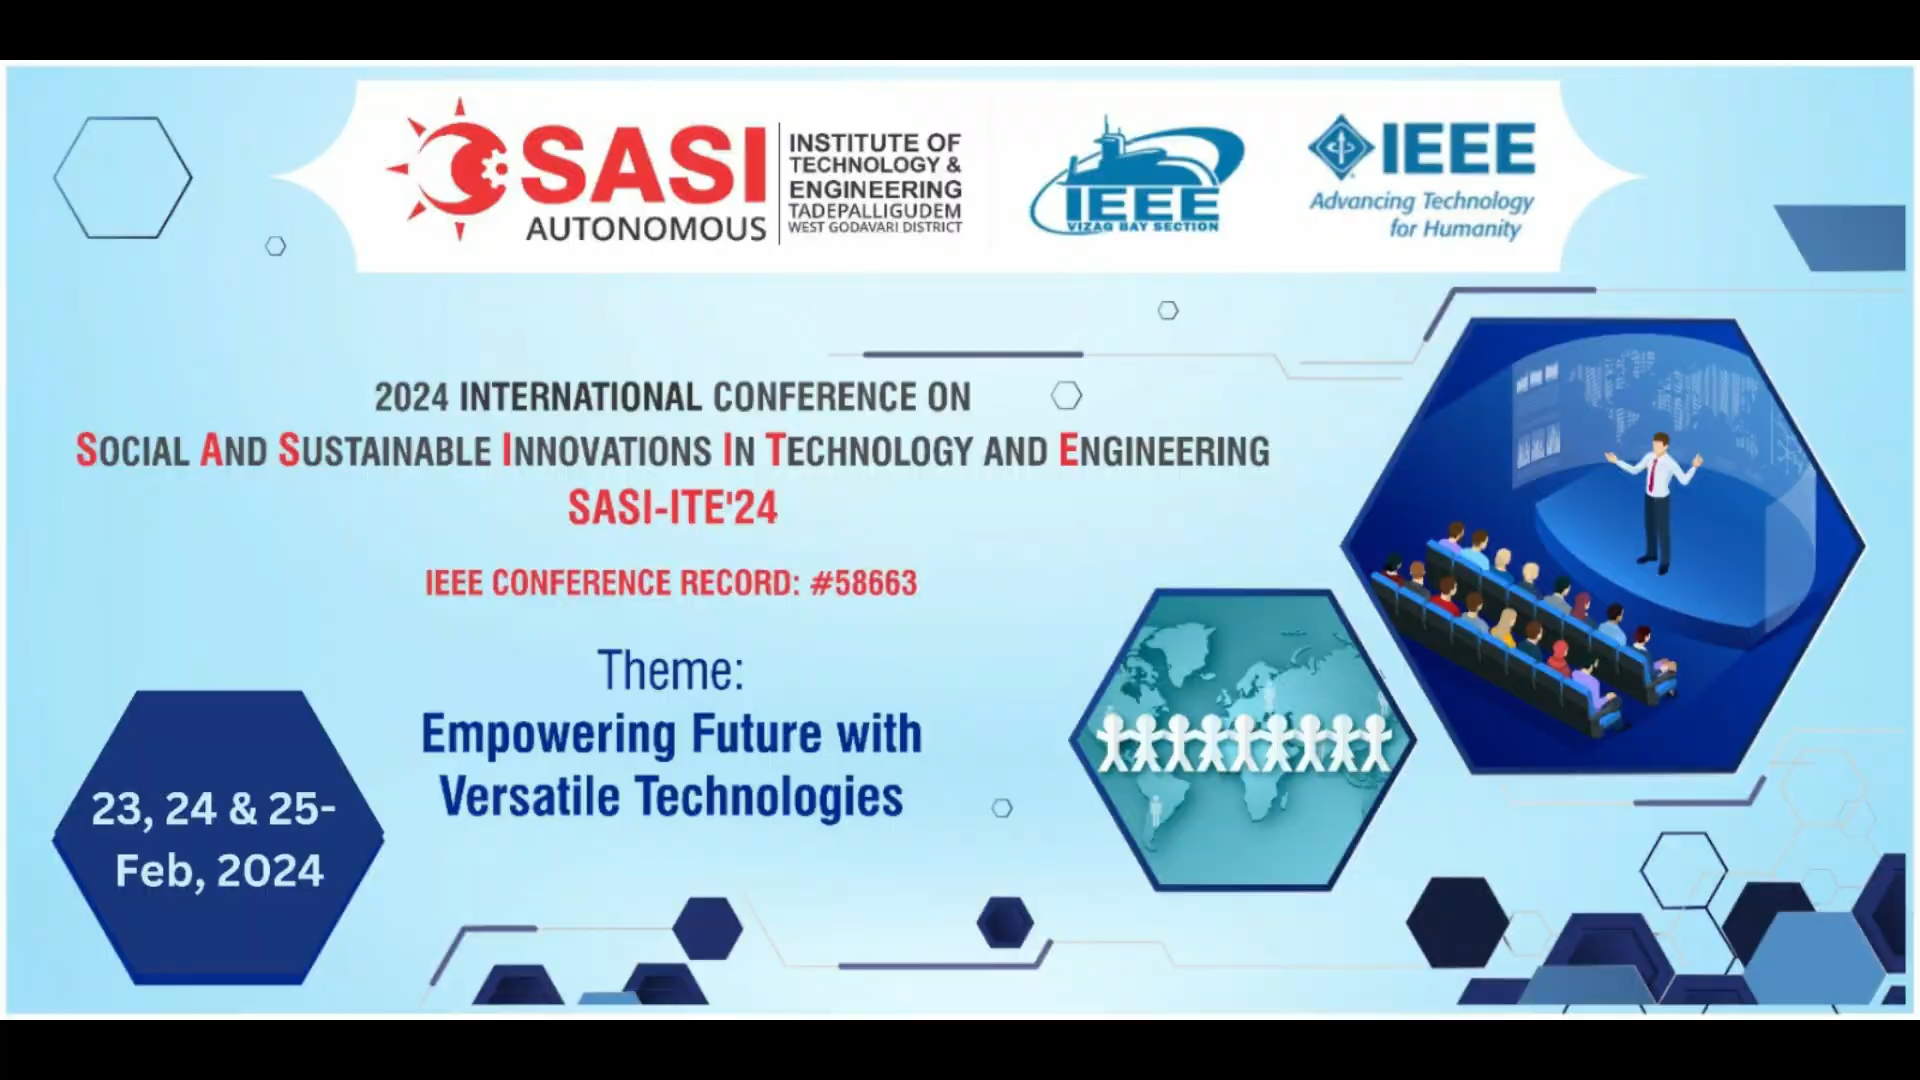 SASI
AUTONOMOUS
INSTITUTE OF
TECHNOLOGY &
ENGINEERING
TADEPALLIGUDEM
WEST GODAVARI DISTRICT
IEEE
VIZAG BAY SECTION
IEEE
Advancing Technology
for Humanity
2024 INTERNATIONAL CONFERENCE ON
SOCIAL AND SUSTAINABLE INNOVATIONS IN TECHNOLOGY AND ENGINEERING
SASI-ITE'24
IEEE CONFERENCE RECORD: #58663
Theme:
Empowering Future with
Versatile Technologies
23, 24 & 25-
Feb, 2024